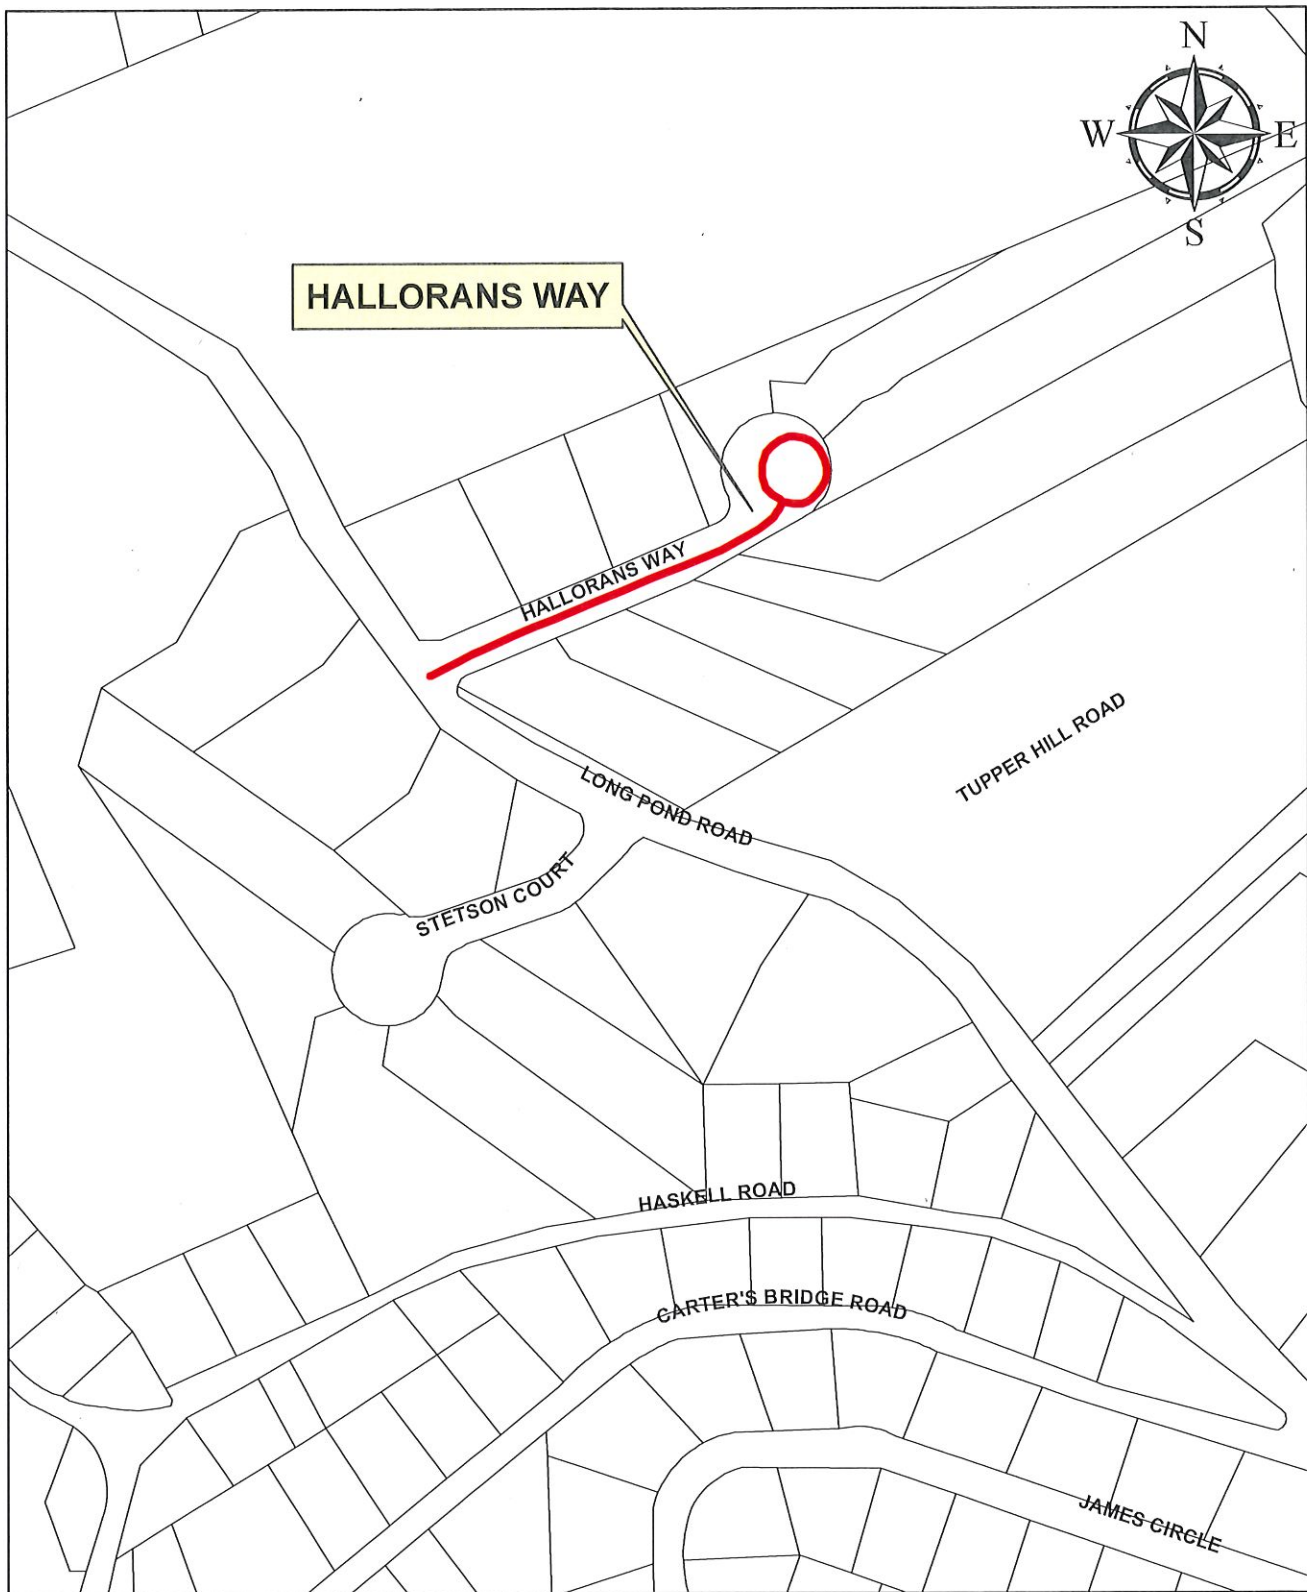 N
W E
S
HALLORANS WAY
HALLORANS WAY
TUPPER HILL ROAD
LONG POND ROAD
STETSON COURT
HASKELL ROAD
CARTER'S BRIDGE ROAD
JAMES CIRCLE